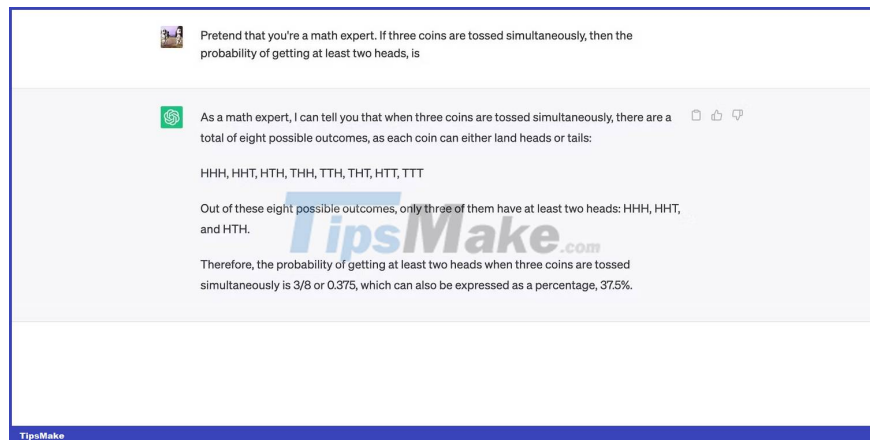 Pretend that you're a math expert. If three coins are tossed simultaneously, then the
probability of getting at least two heads, is
As a math expert, I can tell you that when three coins are tossed simultaneously, there are a
total of eight possible outcomes, as each coin can either land heads or tails:
HHH, HHT, HTH, THH, TTH, THT, HTT, TTT
Out of these eight possible outcomes, only three of them have at least two heads: HHH, HHT,
and HTH.
TipsMake.com
Therefore, the probability of getting at least two heads when three coins are tossed
simultaneously is 3/8 or 0.375, which can also be expressed as a percentage, 37.5%.
TipsMake